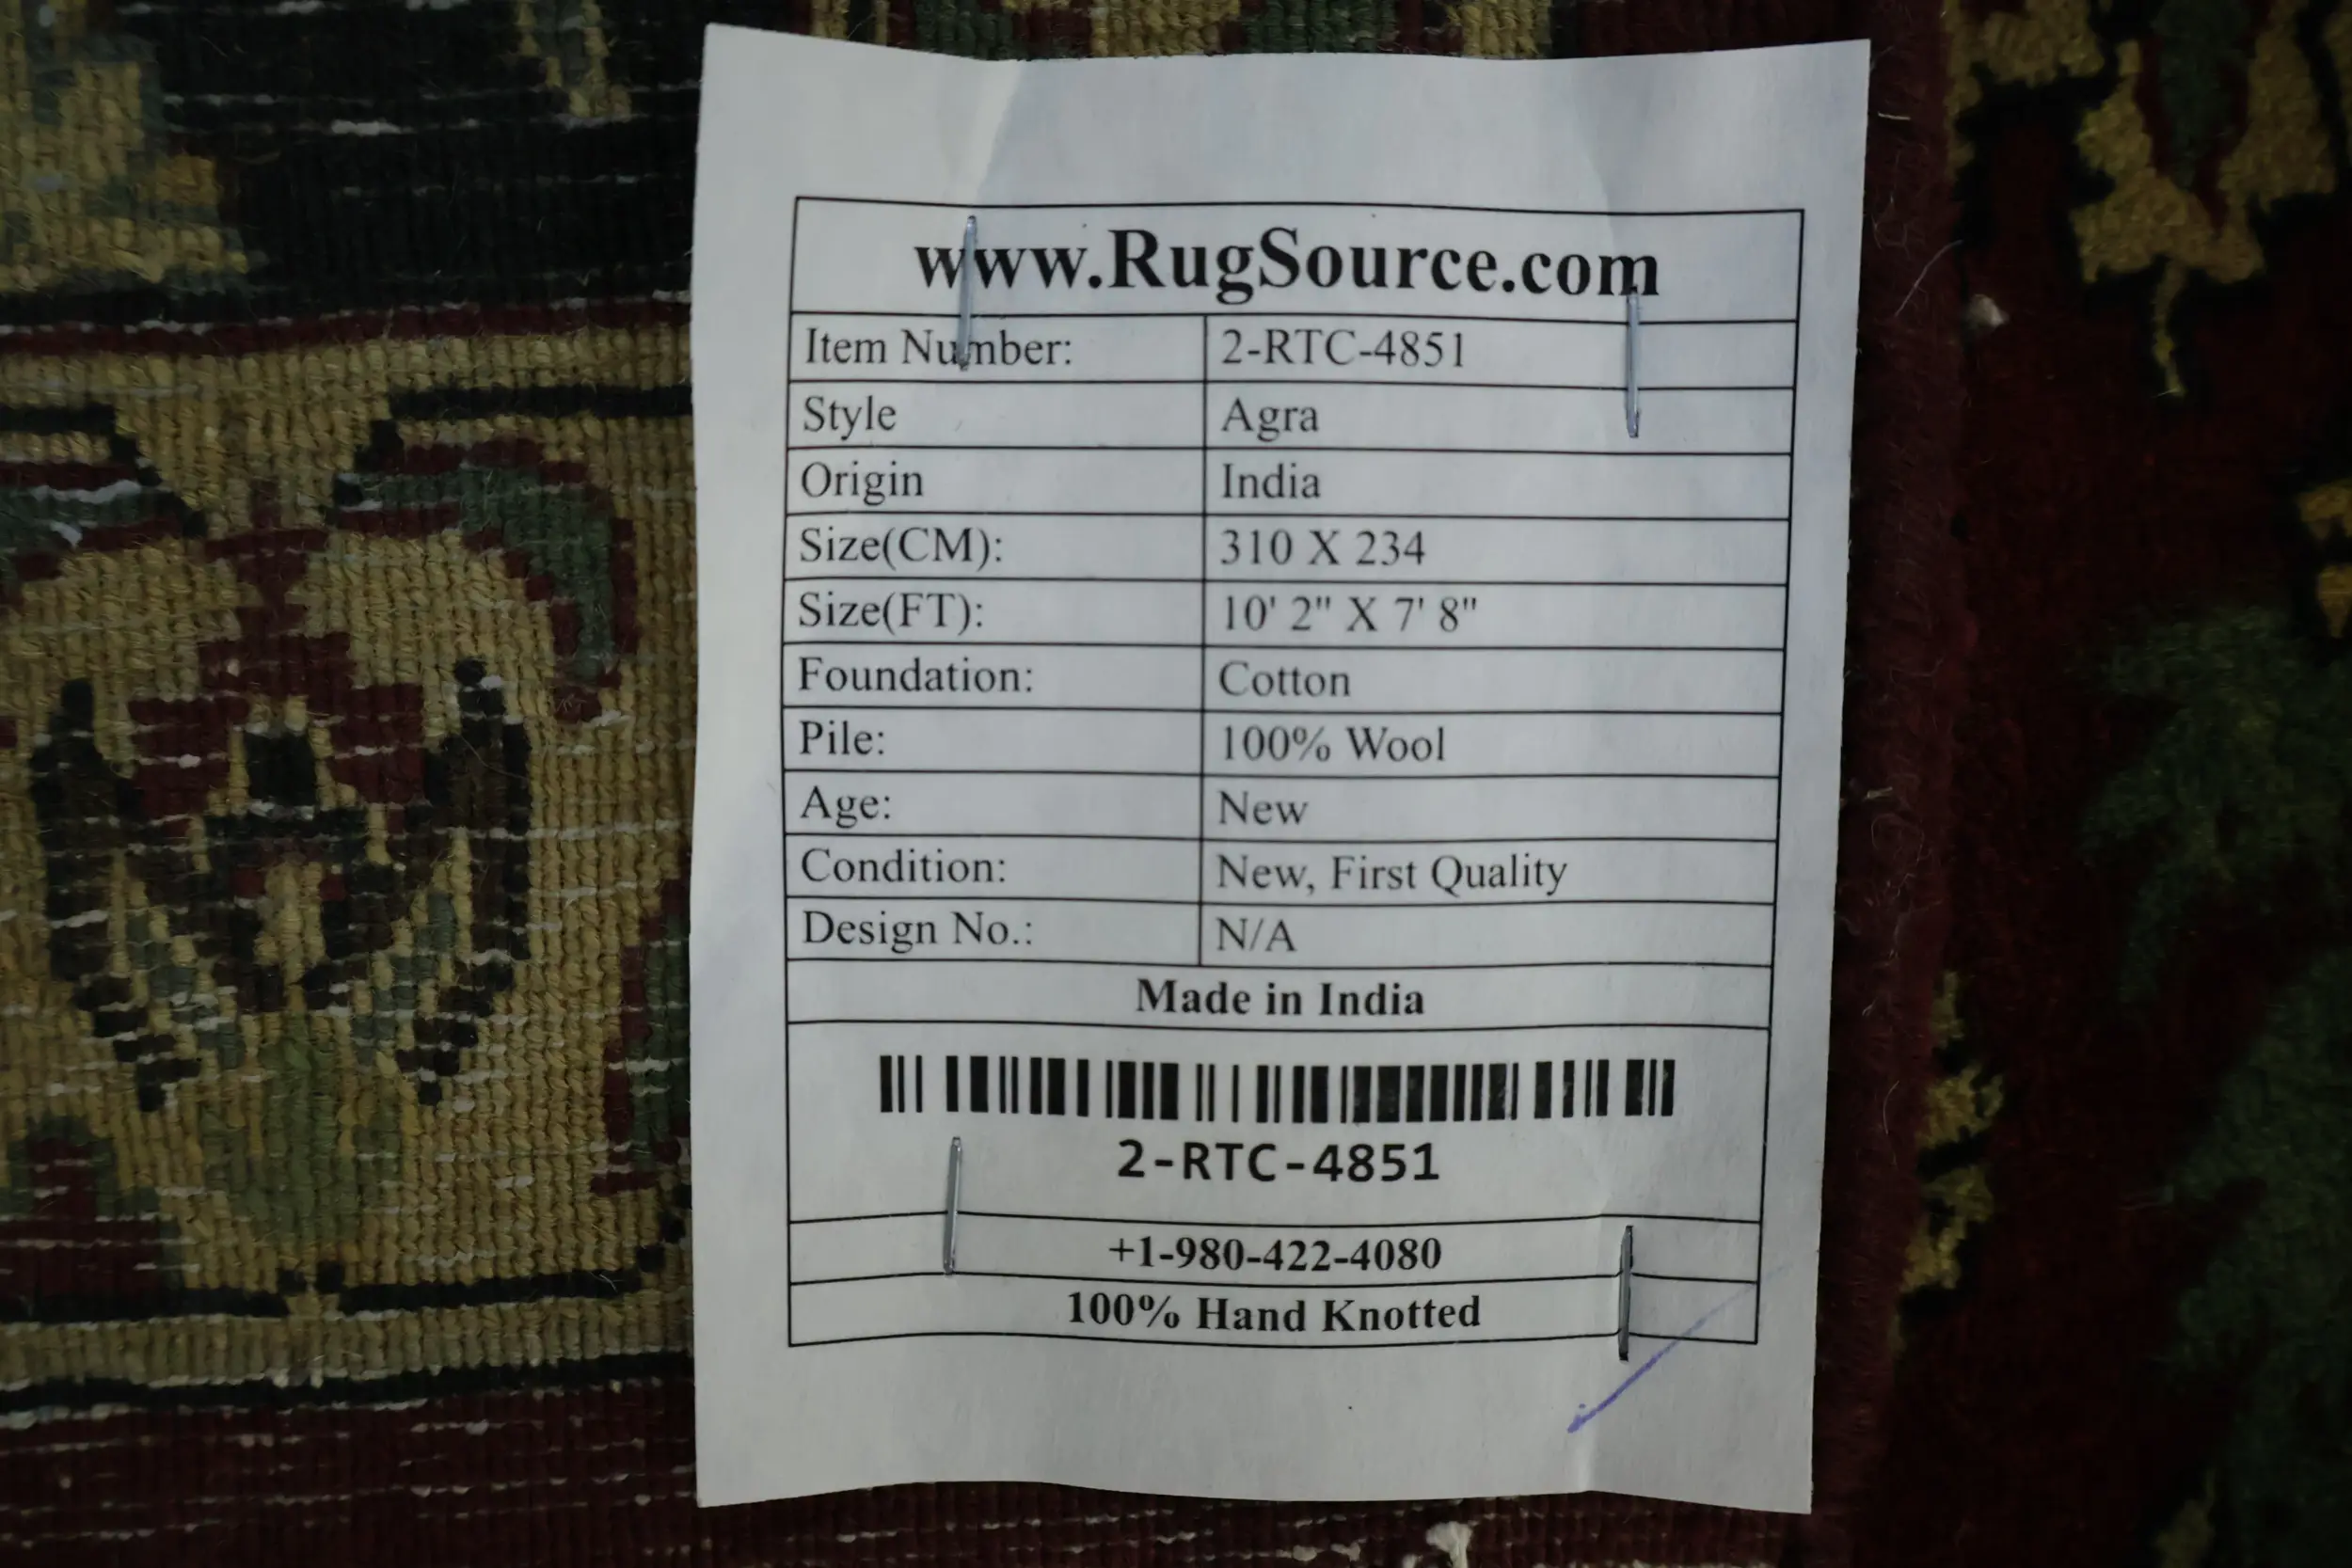 www.RugSource.com
Item Number: 2-RTC-4851
Style Agra
Origin India
Size(CM): 310 X 234
Size(FT): 10' 2" X 7' 8"
Foundation: Cotton
Pile: 100% Wool
Age: New
Condition: New, First Quality
Design No.: N/A
Made in India
2-RTC-4851
+1-980-422-4080
100% Hand Knotted